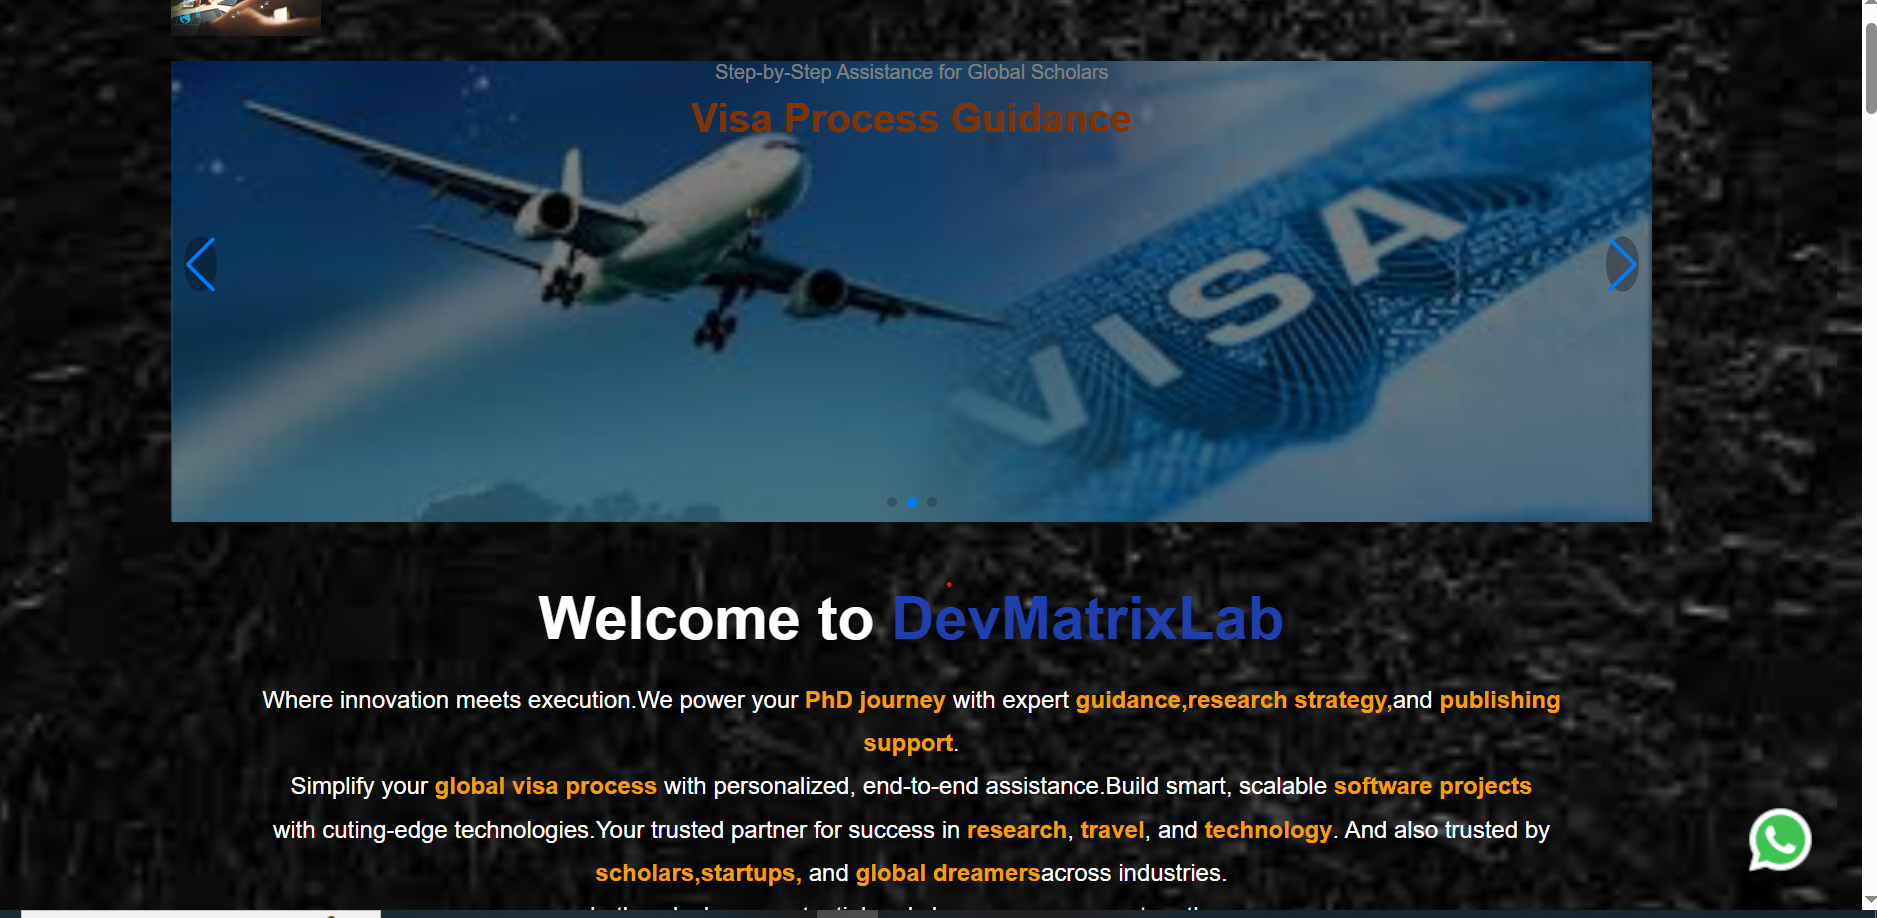 Step-by-Step Assistance for Global Scholars
Visa Process Guidance
VISA
Welcome to DevMatrixLab
Where innovation meets execution.We power your PhD journey with expert guidance,research strategy,and publishing
support.
Simplify your global visa process with personalized, end-to-end assistance.Build smart, scalable software projects
with cuting-edge technologies.Your trusted partner for success in research, travel, and technology. And also trusted by
scholars,startups, and global dreamersacross industries.